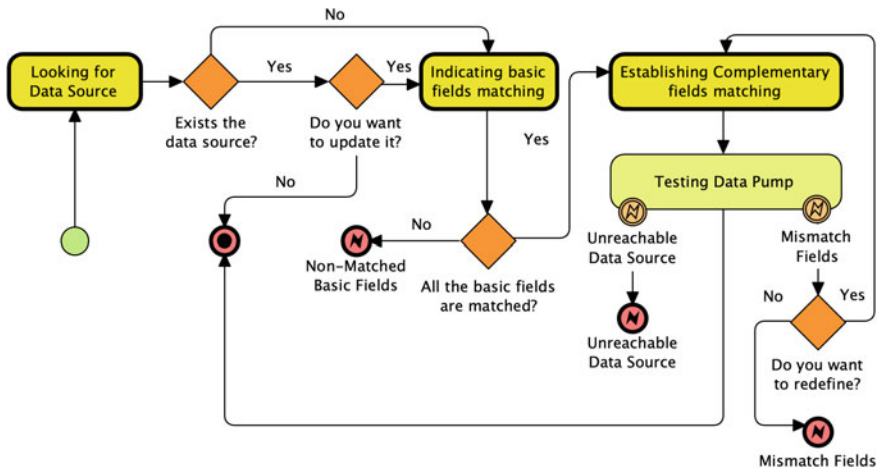 No
Looking for
Data Source
Yes
Yes
Indicating basic
fields matching
Establishing Complementary
fields matching
Exists the
data source?
Do you want
to update it?
Yes
No
Testing Data Pump
No
Non-Matched
Basic Fields
All the basic fields
are matched?
Unreachable
Data Source
Mismatch
Fields
No
Yes
Unreachable
Data Source
Do you want
to redefine?
Mismatch Fields